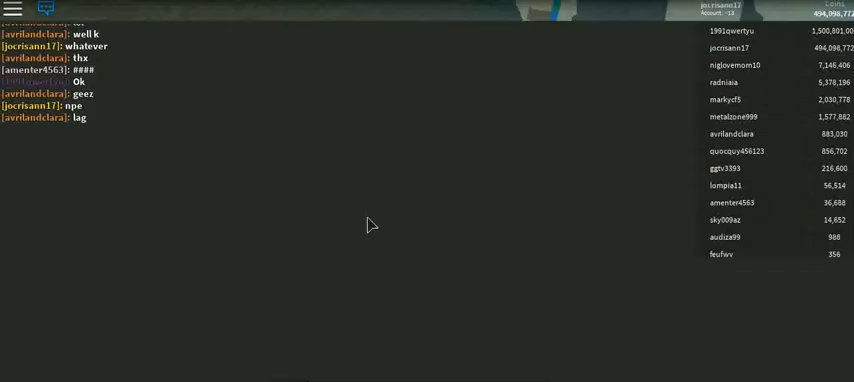 jocrisann17 Coins
Account: <13 494,098,772
[avrilandclara]: well k
[jocrisann17]: whatever
[avrilandclara]: thx
[amenter4563]: ####
Ok
[avrilandclara]: geez
[jocrisann17]: npe
[avrilandclara]: lag
1991qwertyu 1,500,801,00
jocrisann17 494,098,772
niglovemom10 7,146,406
radniaia 5,378,196
markycf5 2,030,778
metalzone999 1,577,882
avrilandclara 883,030
quocquy456123 856,702
ggtv3393 216,600
lompia11 56,514
amenter4563 36,688
sky009az 14,652
audiza99 988
feufwv 356